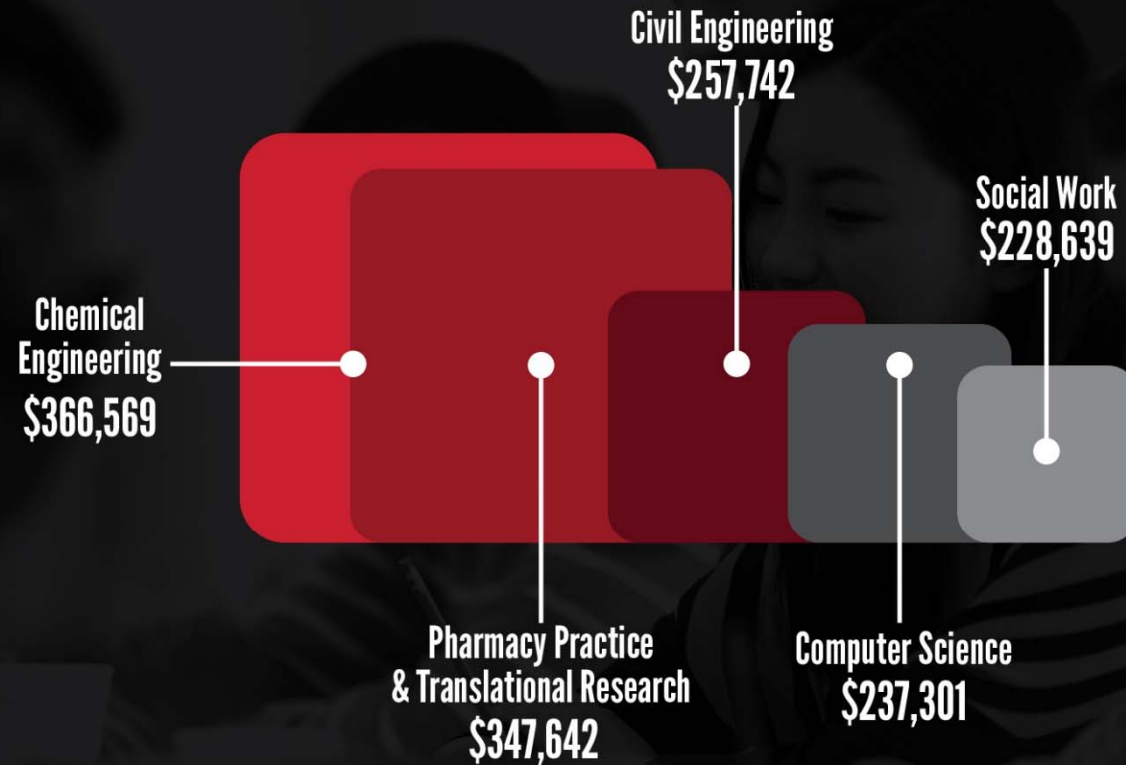 Civil Engineering
$257,742
Social Work
$228,639
Chemical
Engineering
$366,569
Pharmacy Practice
& Translational Research
$347,642
Computer Science
$237,301